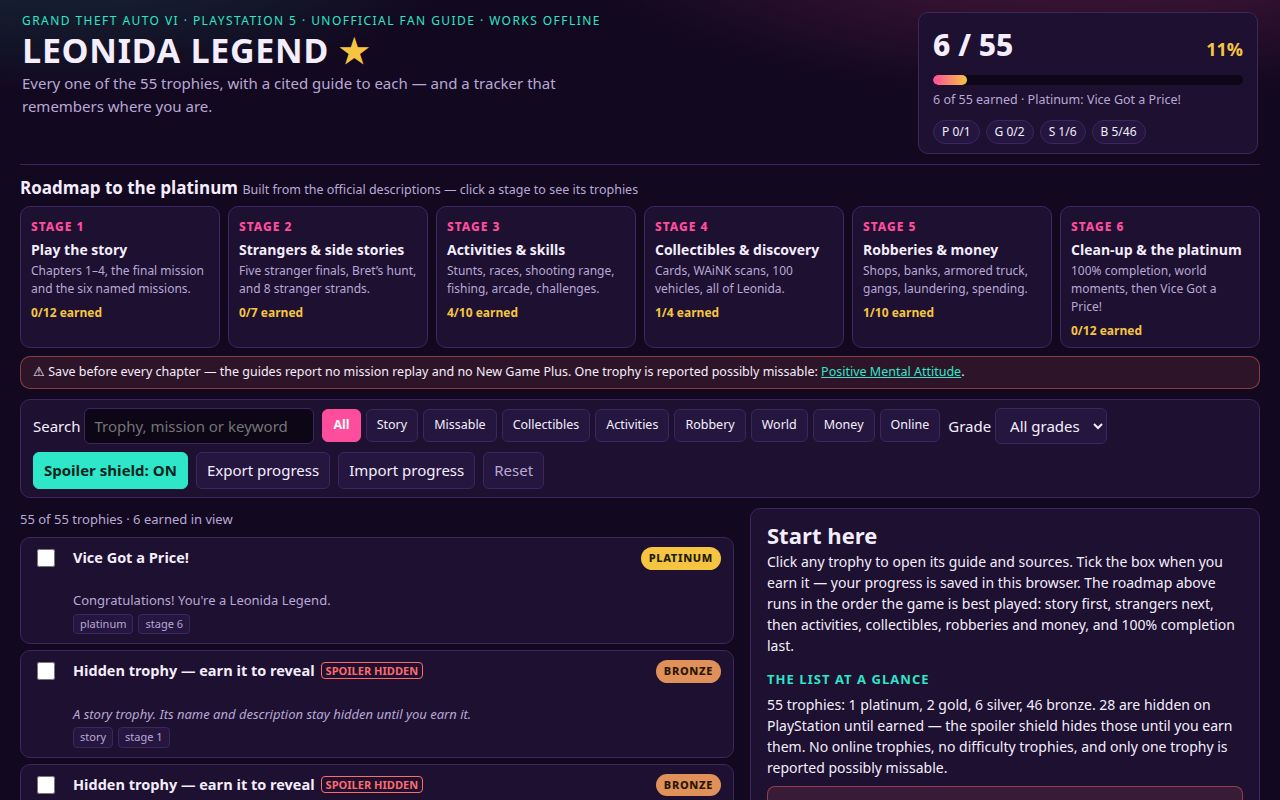 GRAND THEFT AUTO VI · PLAYSTATION 5 · UNOFFICIAL FAN GUIDE · WORKS OFFLINE
LEONIDA LEGEND ★
Every one of the 55 trophies, with a cited guide to each — and a tracker that
remembers where you are.
6 / 55
11%
6 of 55 earned · Platinum: Vice Got a Price!
P 0/1
G 0/2
S 1/6
B 5/46
Roadmap to the platinum Built from the official descriptions — click a stage to see its trophies
STAGE 1
Play the story
Chapters 1–4, the final mission
and the six named missions.
0/12 earned
STAGE 2
Strangers & side stories
Five stranger finals, Bret's hunt,
and 8 stranger strands.
0/7 earned
STAGE 3
Activities & skills
Stunts, races, shooting range,
fishing, arcade, challenges.
4/10 earned
STAGE 4
Collectibles & discovery
Cards, WAiNK scans, 100
vehicles, all of Leonida.
1/4 earned
STAGE 5
Robberies & money
Shops, banks, armored truck,
gangs, laundering, spending.
1/10 earned
STAGE 6
Clean-up & the platinum
100% completion, world
moments, then Vice Got a
Price!
0/12 earned
⚠ Save before every chapter — the guides report no mission replay and no New Game Plus. One trophy is reported possibly missable: Positive Mental Attitude.
Search
Trophy, mission or keyword
All
Story
Missable
Collectibles
Activities
Robbery
World
Money
Online
Grade
All grades
Spoiler shield: ON
Export progress
Import progress
Reset
55 of 55 trophies · 6 earned in view
Vice Got a Price!
PLATINUM
Congratulations! You're a Leonida Legend.
platinum
stage 6
Hidden trophy — earn it to reveal SPOILER HIDDEN
BRONZE
A story trophy. Its name and description stay hidden until you earn it.
story
stage 1
Hidden trophy — earn it to reveal SPOILER HIDDEN
BRONZE
Start here
Click any trophy to open its guide and sources. Tick the box when you
earn it — your progress is saved in this browser. The roadmap above
runs in the order the game is best played: story first, strangers next,
then activities, collectibles, robberies and money, and 100% completion
last.
THE LIST AT A GLANCE
55 trophies: 1 platinum, 2 gold, 6 silver, 46 bronze. 28 are hidden on
PlayStation until earned — the spoiler shield hides those until you earn
them. No online trophies, no difficulty trophies, and only one trophy is
reported possibly missable.